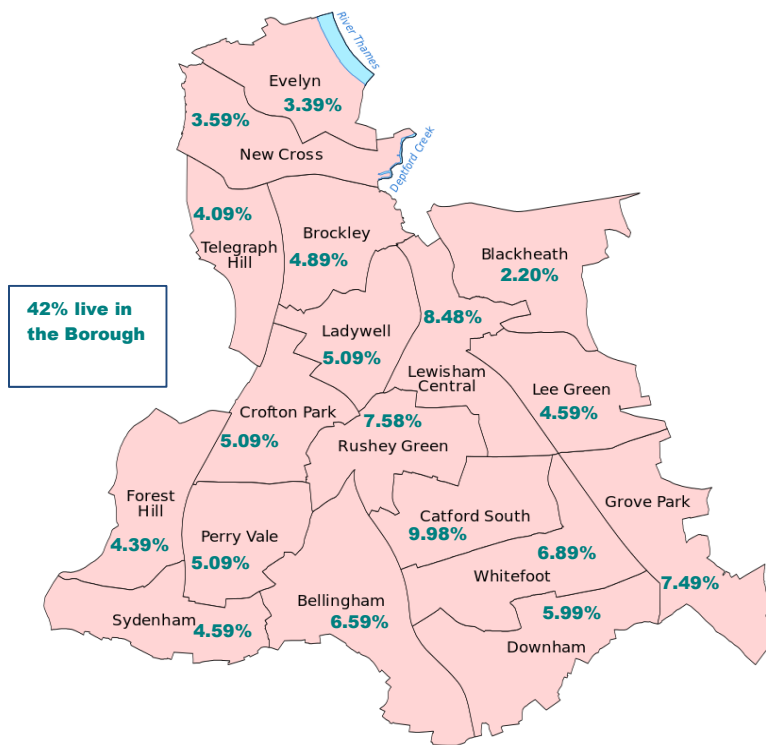 River Thames
Evelyn
3.39%
3.59%
New Cross
Deptford Creek
4.09%
Telegraph
Hill
Brockley
4.89%
Blackheath
2.20%
42% live in
the Borough
8.48%
Lewisham
Central
Ladywell
5.09%
Lee Green
4.59%
Crofton Park
5.09%
7.58%
Rushey Green
Forest
Hill
4.39%
Perry Vale
5.09%
Catford South
9.98%
Grove Park
7.49%
6.89%
Whitefoot
Sydenham
4.59%
Bellingham
6.59%
5.99%
Downham